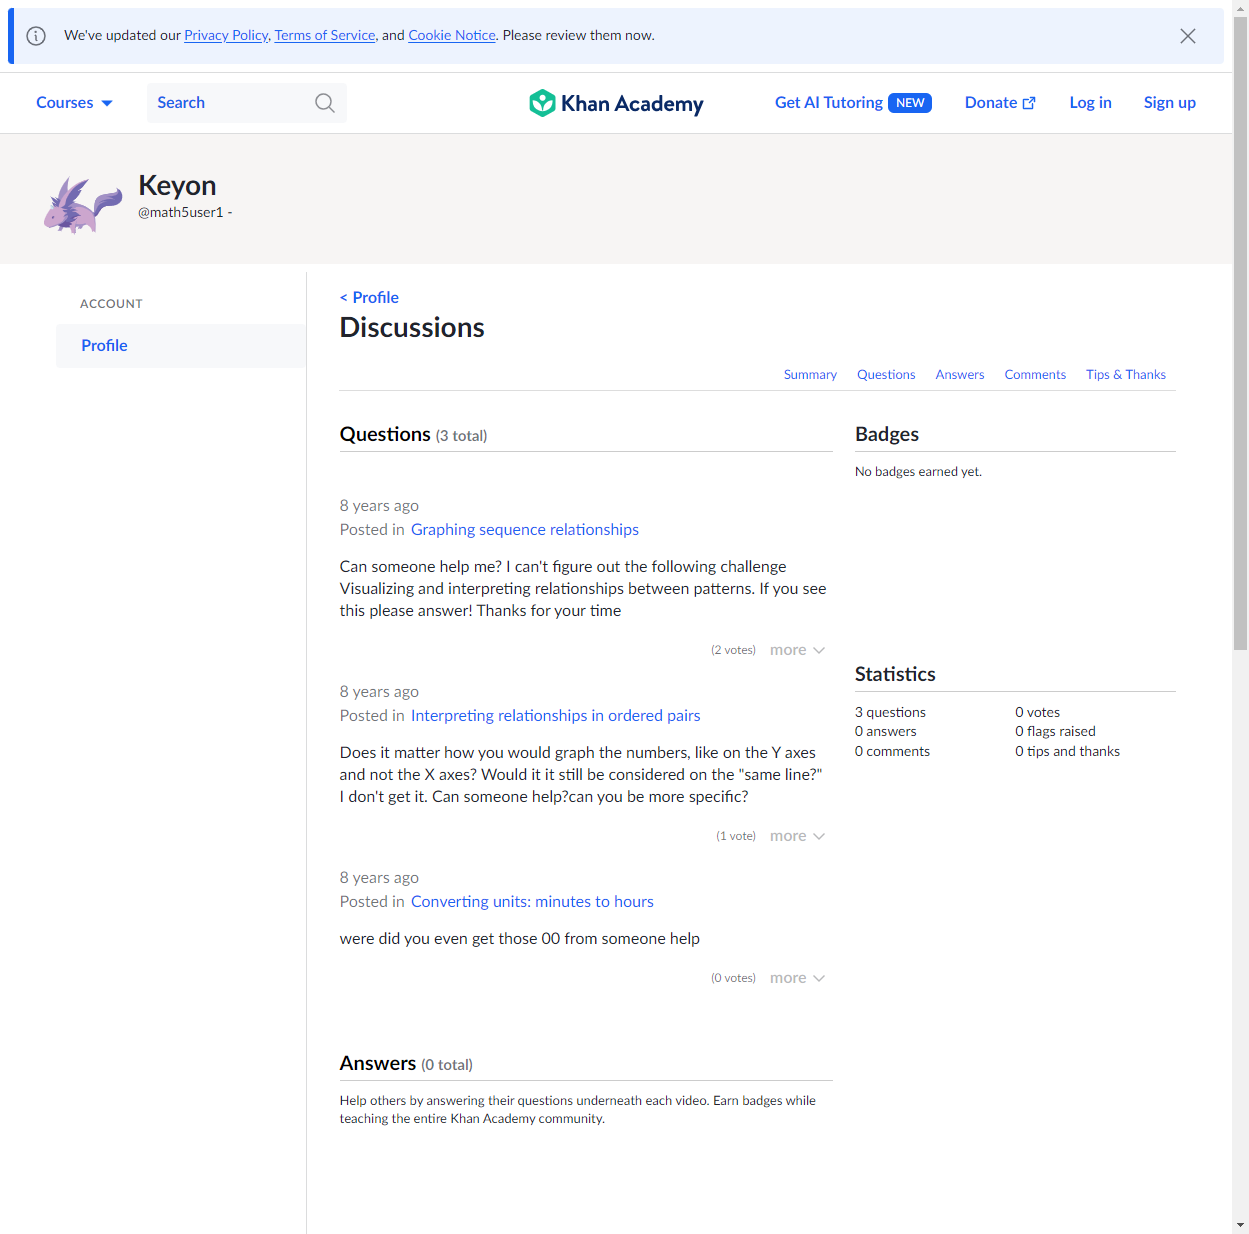 We've updated our Privacy Policy, Terms of Service, and Cookie Notice. Please review them now.
Courses
Search
Khan Academy
Get AI Tutoring NEW
Donate
Log in
Sign up
Keyon
@math5user1 -
ACCOUNT
Profile
< Profile
Discussions
Summary
Questions
Answers
Comments
Tips & Thanks
Questions (3 total)
8 years ago
Posted in Graphing sequence relationships
Can someone help me? I can't figure out the following challenge
Visualizing and interpreting relationships between patterns. If you see
this please answer! Thanks for your time
(2 votes) more
8 years ago
Posted in Interpreting relationships in ordered pairs
Does it matter how you would graph the numbers, like on the Y axes
and not the X axes? Would it it still be considered on the "same line?"
I don't get it. Can someone help?can you be more specific?
(1 vote) more
8 years ago
Posted in Converting units: minutes to hours
were did you even get those 00 from someone help
(0 votes) more
Answers (0 total)
Help others by answering their questions underneath each video. Earn badges while
teaching the entire Khan Academy community.
Badges
No badges earned yet.
Statistics
3 questions
0 votes
0 answers
0 flags raised
0 comments
0 tips and thanks